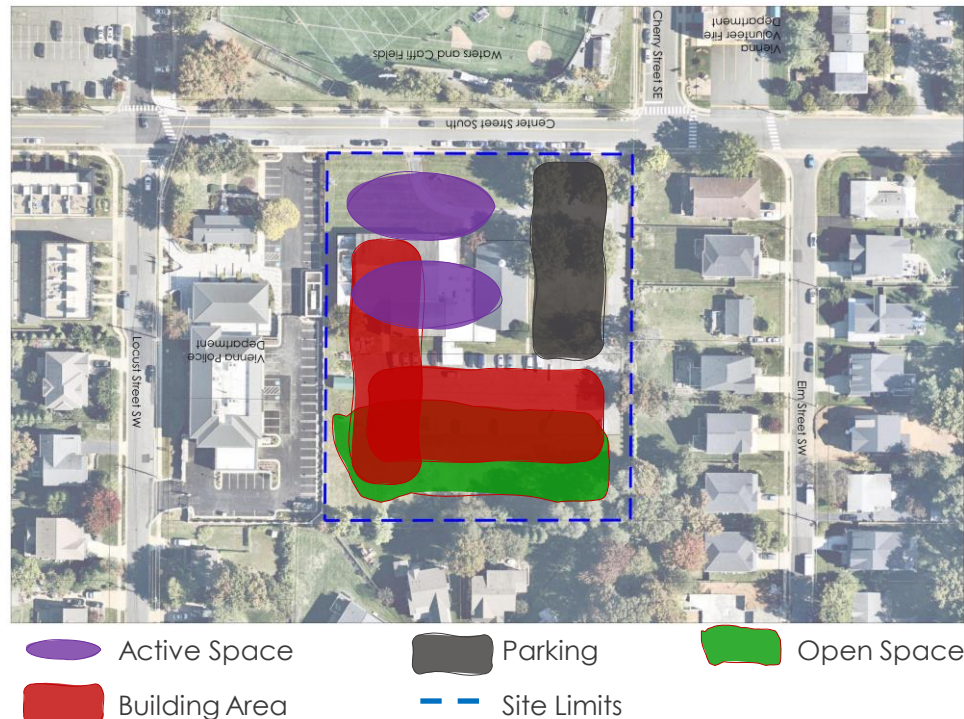 Waters and Caffi Fields
Cherry Street SE
Vienna
Volunteer Fire
Department
Center Street South
Locust Street SW
Vienna Police
Department
Elm Street SW
Active Space
Parking
Open Space
Building Area
Site Limits